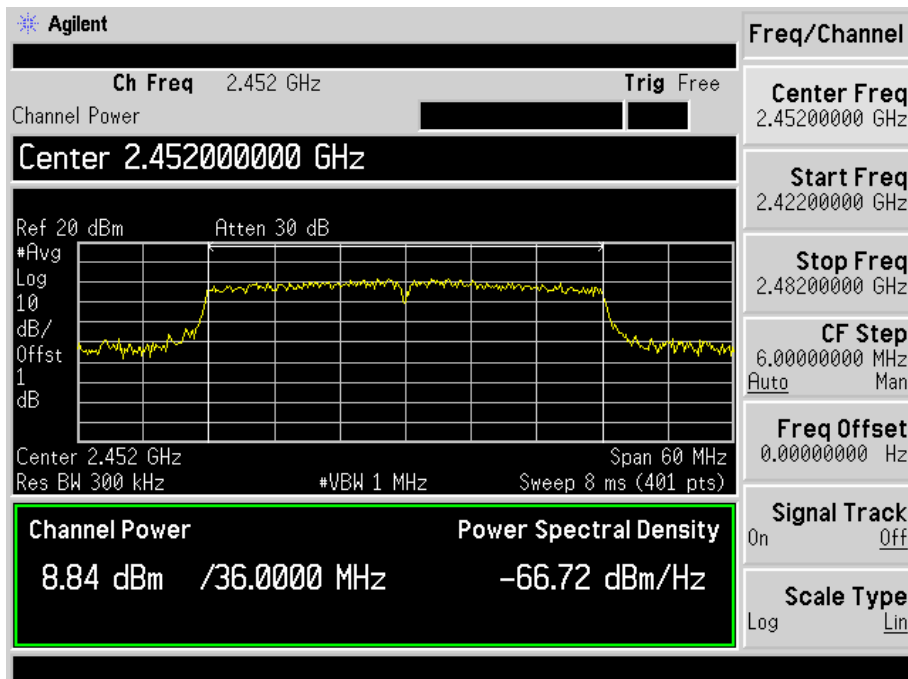 Agilent
Freq/Channel
Ch Freq 2.452 GHz Trig Free
Channel Power
Center 2.452000000 GHz
Ref 20 dBm Atten 30 dB
#Avg
Log
10
dB/
Offst
1
dB
Center 2.452 GHz Span 60 MHz
Res BW 300 kHz #VBW 1 MHz Sweep 8 ms (401 pts)
Channel Power Power Spectral Density
8.84 dBm /36.0000 MHz -66.72 dBm/Hz
Center Freq
2.45200000 GHz
Start Freq
2.42200000 GHz
Stop Freq
2.48200000 GHz
CF Step
6.00000000 MHz
Auto Man
Freq Offset
0.00000000 Hz
Signal Track
On Off
Scale Type
Log Lin